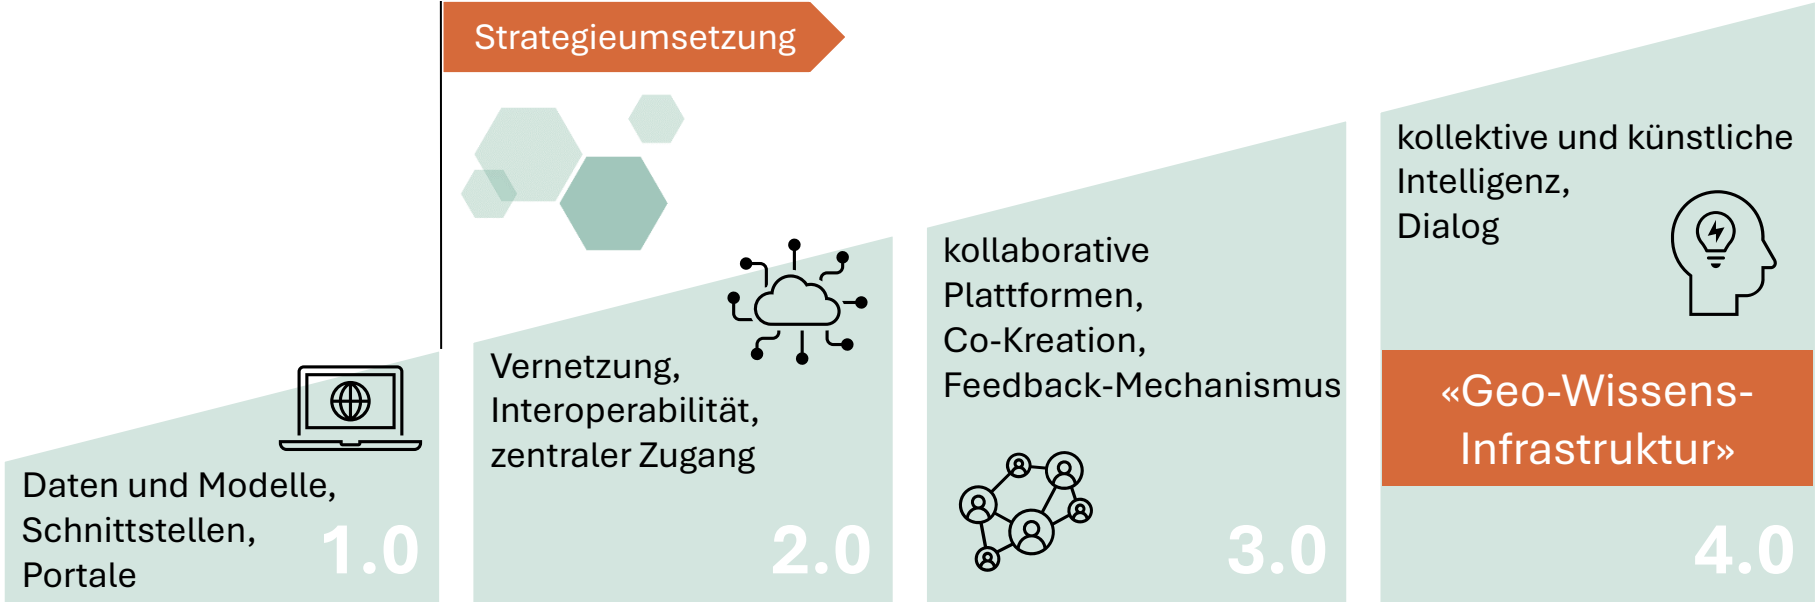 Strategieumsetzung
Daten und Modelle,
Schnittstellen,
Portale
1.0
Vernetzung,
Interoperabilität,
zentraler Zugang
2.0
kollaborative
Plattformen,
Co-Kreation,
Feedback-Mechanismus
3.0
kollektive und künstliche
Intelligenz,
Dialog
«Geo-Wissens-
Infrastruktur»
4.0